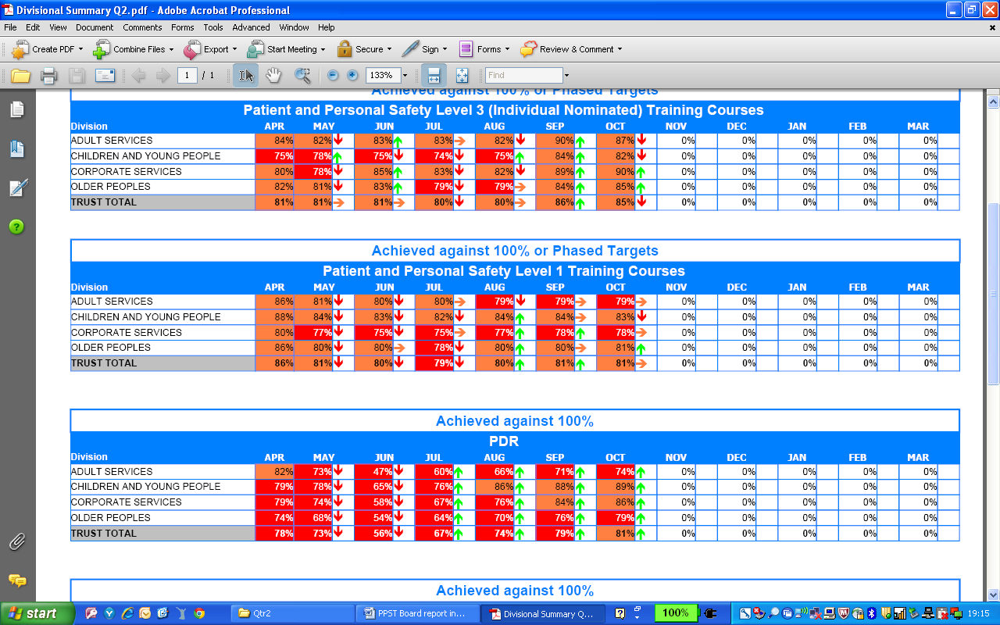 Divisional Summary Q2.pdf - Adobe Acrobat Professional
File Edit View Document Comments Forms Tools Advanced Window Help
Create PDF Combine Files Export Start Meeting Secure Sign Forms Review & Comment
1 / 1 133% Find
Achieved against 100% or Phased Targets
Patient and Personal Safety Level 3 (Individual Nominated) Training Courses
Division APR MAY JUN JUL AUG SEP OCT NOV DEC JAN FEB MAR
ADULT SERVICES 84% 82% 83% 83% 82% 90% 87% 0% 0% 0% 0% 0%
CHILDREN AND YOUNG PEOPLE 75% 78% 75% 74% 75% 84% 82% 0% 0% 0% 0% 0%
CORPORATE SERVICES 80% 78% 85% 83% 82% 89% 90% 0% 0% 0% 0% 0%
OLDER PEOPLES 82% 81% 83% 79% 79% 84% 85% 0% 0% 0% 0% 0%
TRUST TOTAL 81% 81% 81% 80% 80% 86% 85% 0% 0% 0% 0% 0%
Achieved against 100% or Phased Targets
Patient and Personal Safety Level 1 Training Courses
Division APR MAY JUN JUL AUG SEP OCT NOV DEC JAN FEB MAR
ADULT SERVICES 86% 81% 80% 80% 79% 79% 79% 0% 0% 0% 0% 0%
CHILDREN AND YOUNG PEOPLE 88% 84% 83% 82% 84% 84% 83% 0% 0% 0% 0% 0%
CORPORATE SERVICES 80% 77% 75% 75% 77% 78% 78% 0% 0% 0% 0% 0%
OLDER PEOPLES 86% 80% 80% 78% 80% 80% 81% 0% 0% 0% 0% 0%
TRUST TOTAL 86% 81% 80% 79% 80% 81% 81% 0% 0% 0% 0% 0%
Achieved against 100%
PDR
Division APR MAY JUN JUL AUG SEP OCT NOV DEC JAN FEB MAR
ADULT SERVICES 82% 73% 47% 60% 66% 71% 74% 0% 0% 0% 0% 0%
CHILDREN AND YOUNG PEOPLE 79% 78% 65% 76% 86% 88% 89% 0% 0% 0% 0% 0%
CORPORATE SERVICES 79% 74% 58% 67% 76% 84% 86% 0% 0% 0% 0% 0%
OLDER PEOPLES 74% 68% 54% 64% 70% 76% 79% 0% 0% 0% 0% 0%
TRUST TOTAL 78% 73% 56% 67% 74% 79% 81% 0% 0% 0% 0% 0%
Achieved against 100%
start Qtr2 PPST Board report in... Divisional Summary Q... 100% 19:15